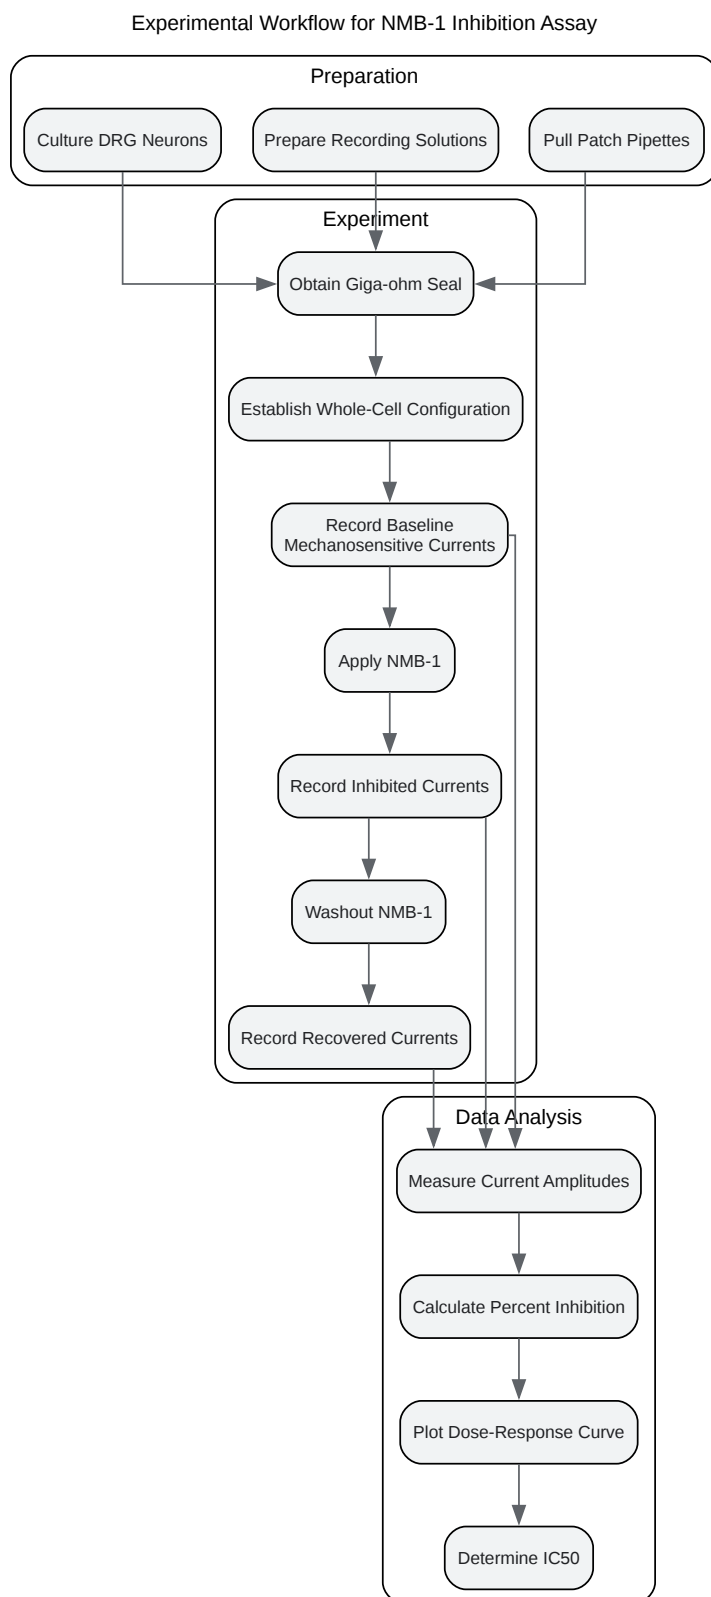 Experimental Workflow for NMB-1 Inhibition Assay
Preparation
Culture DRG Neurons
Prepare Recording Solutions
Pull Patch Pipettes
Experiment
Obtain Giga-ohm Seal
Establish Whole-Cell Configuration
Record Baseline
Mechanosensitive Currents
Apply NMB-1
Record Inhibited Currents
Washout NMB-1
Record Recovered Currents
Data Analysis
Measure Current Amplitudes
Calculate Percent Inhibition
Plot Dose-Response Curve
Determine IC50